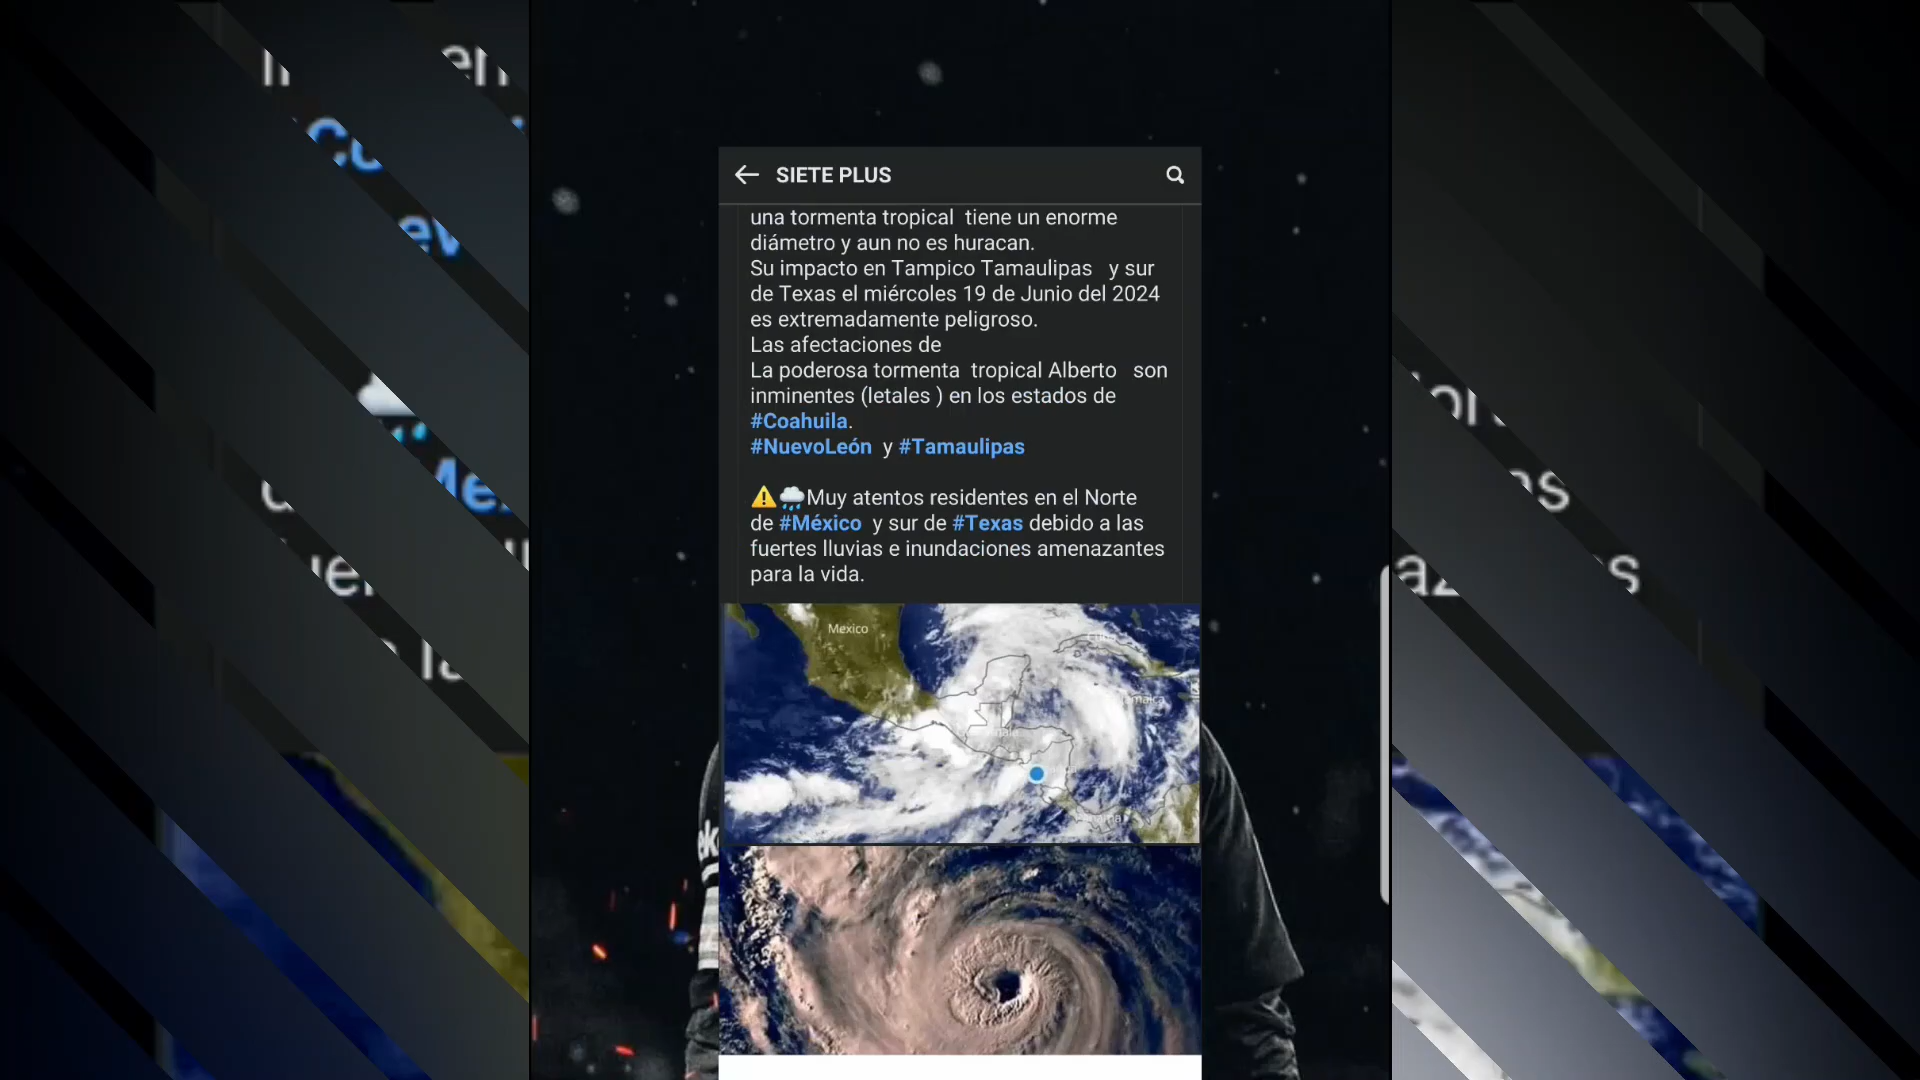 SIETE PLUS
una tormenta tropical tiene un enorme
diámetro y aun no es huracan.
Su impacto en Tampico Tamaulipas y sur
de Texas el miércoles 19 de Junio del 2024
es extremadamente peligroso.
Las afectaciones de
La poderosa tormenta tropical Alberto son
inminentes (letales ) en los estados de
#Coahuila.
#NuevoLeón y #Tamaulipas
⚠️🌧️Muy atentos residentes en el Norte
de #México y sur de #Texas debido a las
fuertes lluvias e inundaciones amenazantes
para la vida.
Mexico